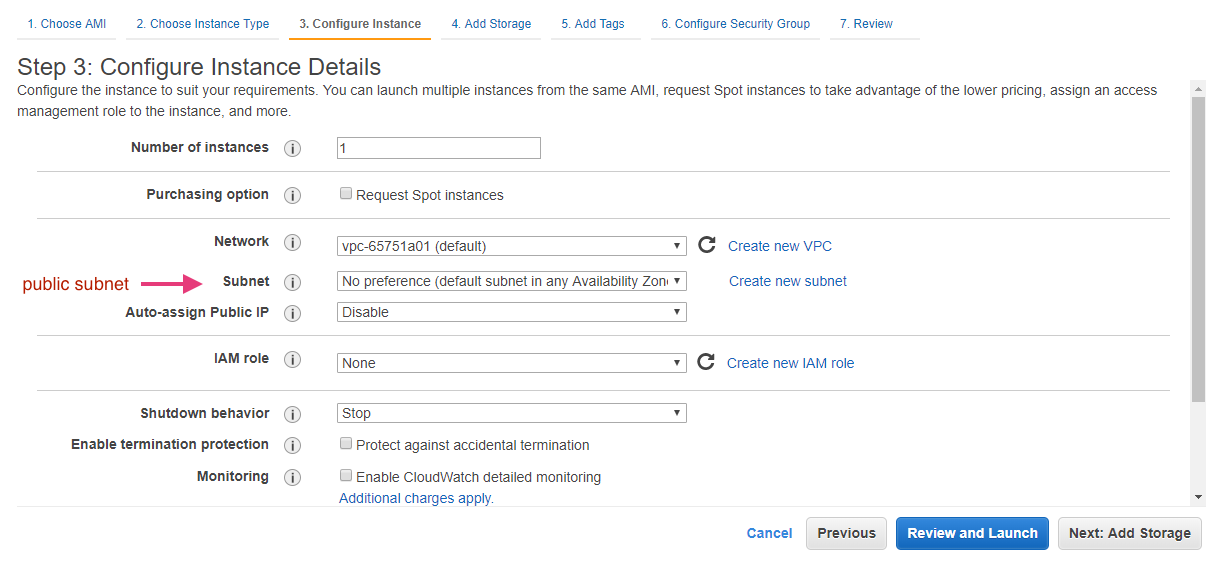 1. Choose AMI 2. Choose Instance Type 3. Configure Instance 4. Add Storage 5. Add Tags 6. Configure Security Group 7. Review
Step 3: Configure Instance Details
Configure the instance to suit your requirements. You can launch multiple instances from the same AMI, request Spot instances to take advantage of the lower pricing, assign an access
management role to the instance, and more.
Number of instances i 1
Purchasing option i Request Spot instances
Network i vpc-65751a01 (default) Create new VPC
public subnet Subnet i No preference (default subnet in any Availability Zon Create new subnet
Auto-assign Public IP i Disable
IAM role i None Create new IAM role
Shutdown behavior i Stop
Enable termination protection i Protect against accidental termination
Monitoring i Enable CloudWatch detailed monitoring
Additional charges apply.
Cancel Previous Review and Launch Next: Add Storage